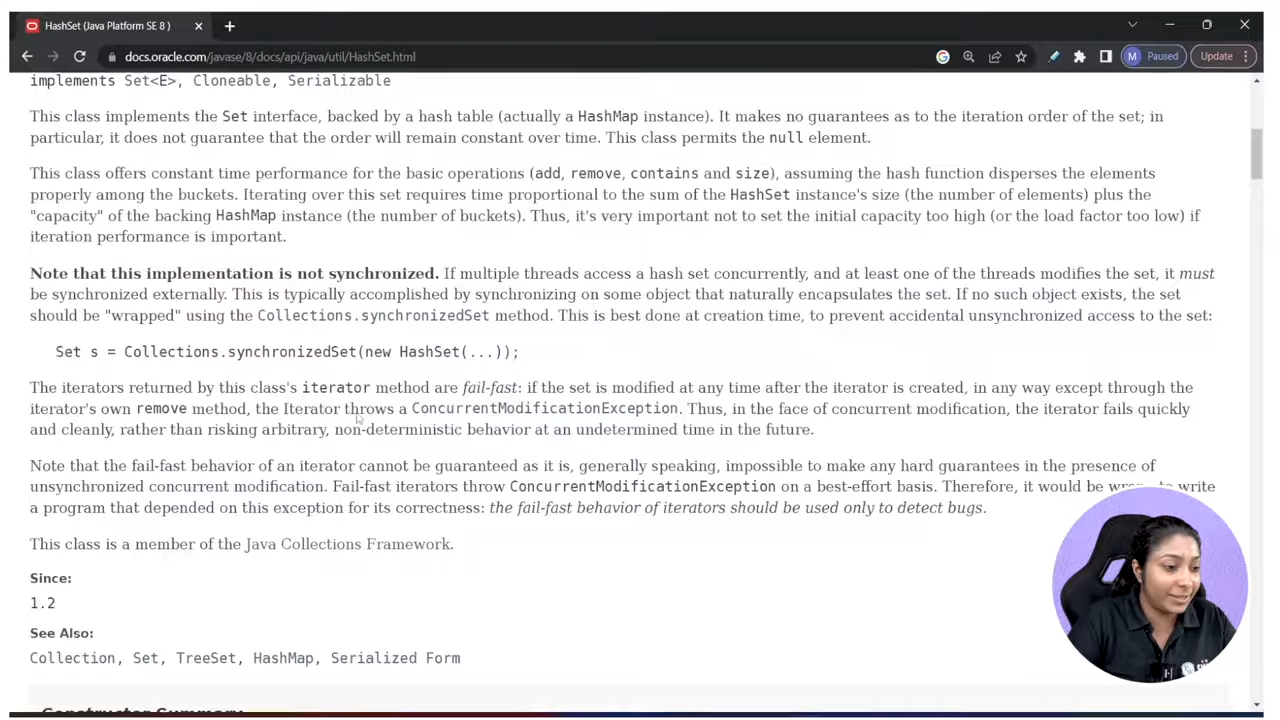 HashSet (Java Platform SE 8 )
docs.oracle.com/javase/8/docs/api/java/util/HashSet.html
M Paused Update
implements Set<E>, Cloneable, Serializable
This class implements the Set interface, backed by a hash table (actually a HashMap instance). It makes no guarantees as to the iteration order of the set; in
particular, it does not guarantee that the order will remain constant over time. This class permits the null element.
This class offers constant time performance for the basic operations (add, remove, contains and size), assuming the hash function disperses the elements
properly among the buckets. Iterating over this set requires time proportional to the sum of the HashSet instance's size (the number of elements) plus the
"capacity" of the backing HashMap instance (the number of buckets). Thus, it's very important not to set the initial capacity too high (or the load factor too low) if
iteration performance is important.
Note that this implementation is not synchronized. If multiple threads access a hash set concurrently, and at least one of the threads modifies the set, it must
be synchronized externally. This is typically accomplished by synchronizing on some object that naturally encapsulates the set. If no such object exists, the set
should be "wrapped" using the Collections.synchronizedSet method. This is best done at creation time, to prevent accidental unsynchronized access to the set:
Set s = Collections.synchronizedSet(new HashSet(...));
The iterators returned by this class's iterator method are fail-fast: if the set is modified at any time after the iterator is created, in any way except through the
iterator's own remove method, the Iterator throws a ConcurrentModificationException. Thus, in the face of concurrent modification, the iterator fails quickly
and cleanly, rather than risking arbitrary, non-deterministic behavior at an undetermined time in the future.
Note that the fail-fast behavior of an iterator cannot be guaranteed as it is, generally speaking, impossible to make any hard guarantees in the presence of
unsynchronized concurrent modification. Fail-fast iterators throw ConcurrentModificationException on a best-effort basis. Therefore, it would be wrong to write
a program that depended on this exception for its correctness: the fail-fast behavior of iterators should be used only to detect bugs.
This class is a member of the Java Collections Framework.
Since:
1.2
See Also:
Collection, Set, TreeSet, HashMap, Serialized Form
Constructor Summary